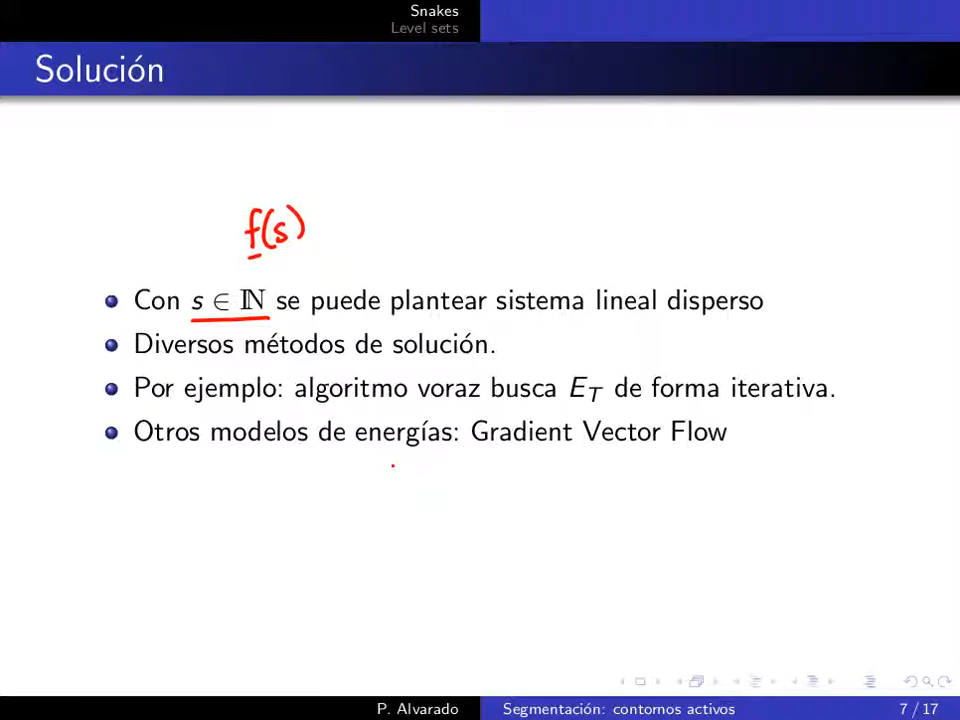 Snakes
Level sets
Solución
f(s)
Con s ∈ ℕ se puede plantear sistema lineal disperso
Diversos métodos de solución.
Por ejemplo: algoritmo voraz busca E_T de forma iterativa.
Otros modelos de energías: Gradient Vector Flow
P. Alvarado Segmentación: contornos activos 7 / 17